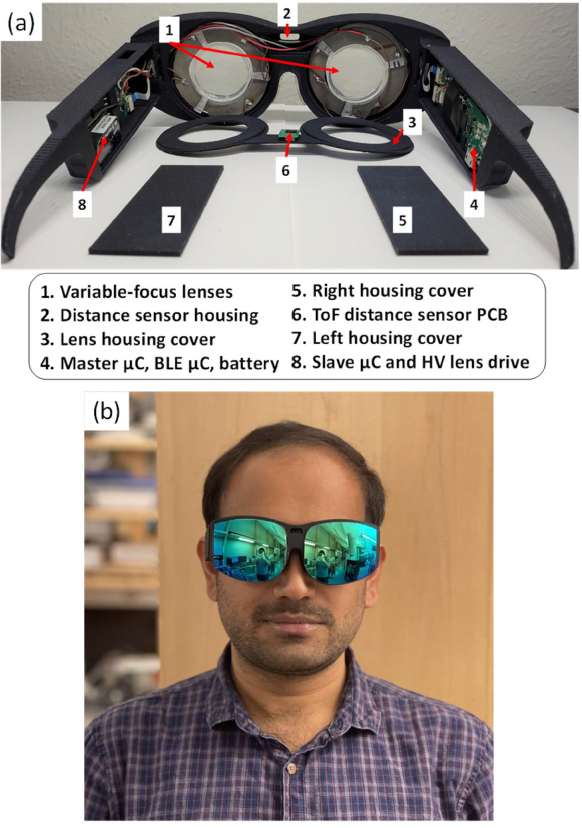 (a)
1
2
3
6
8
7
5
4
1. Variable-focus lenses
2. Distance sensor housing
3. Lens housing cover
4. Master μC, BLE μC, battery
5. Right housing cover
6. ToF distance sensor PCB
7. Left housing cover
8. Slave μC and HV lens drive
(b)